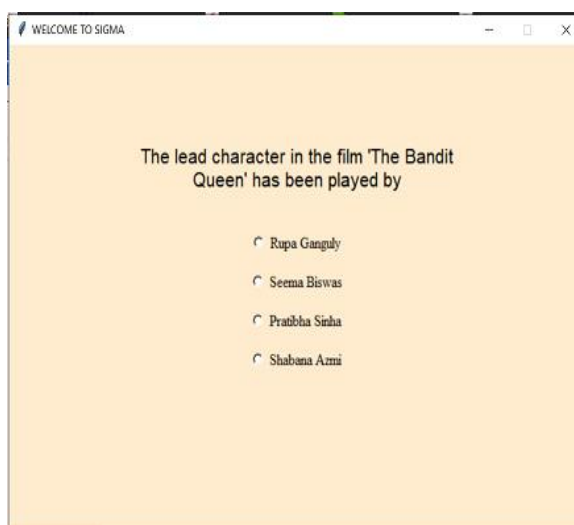 WELCOME TO SIGMA
The lead character in the film 'The Bandit
Queen' has been played by
Rupa Ganguly
Seema Biswas
Pratibha Sinha
Shabana Azmi